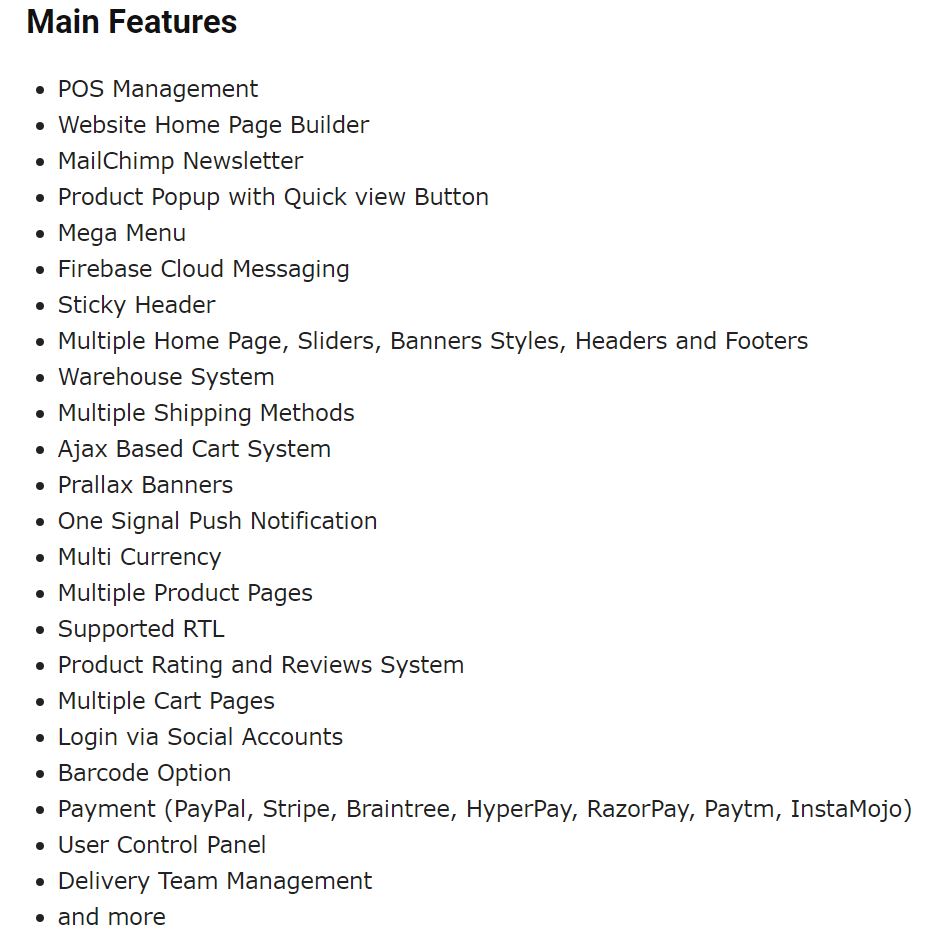 Main Features
POS Management
Website Home Page Builder
MailChimp Newsletter
Product Popup with Quick view Button
Mega Menu
Firebase Cloud Messaging
Sticky Header
Multiple Home Page, Sliders, Banners Styles, Headers and Footers
Warehouse System
Multiple Shipping Methods
Ajax Based Cart System
Prallax Banners
One Signal Push Notification
Multi Currency
Multiple Product Pages
Supported RTL
Product Rating and Reviews System
Multiple Cart Pages
Login via Social Accounts
Barcode Option
Payment (PayPal, Stripe, Braintree, HyperPay, RazorPay, Paytm, InstaMojo)
User Control Panel
Delivery Team Management
and more